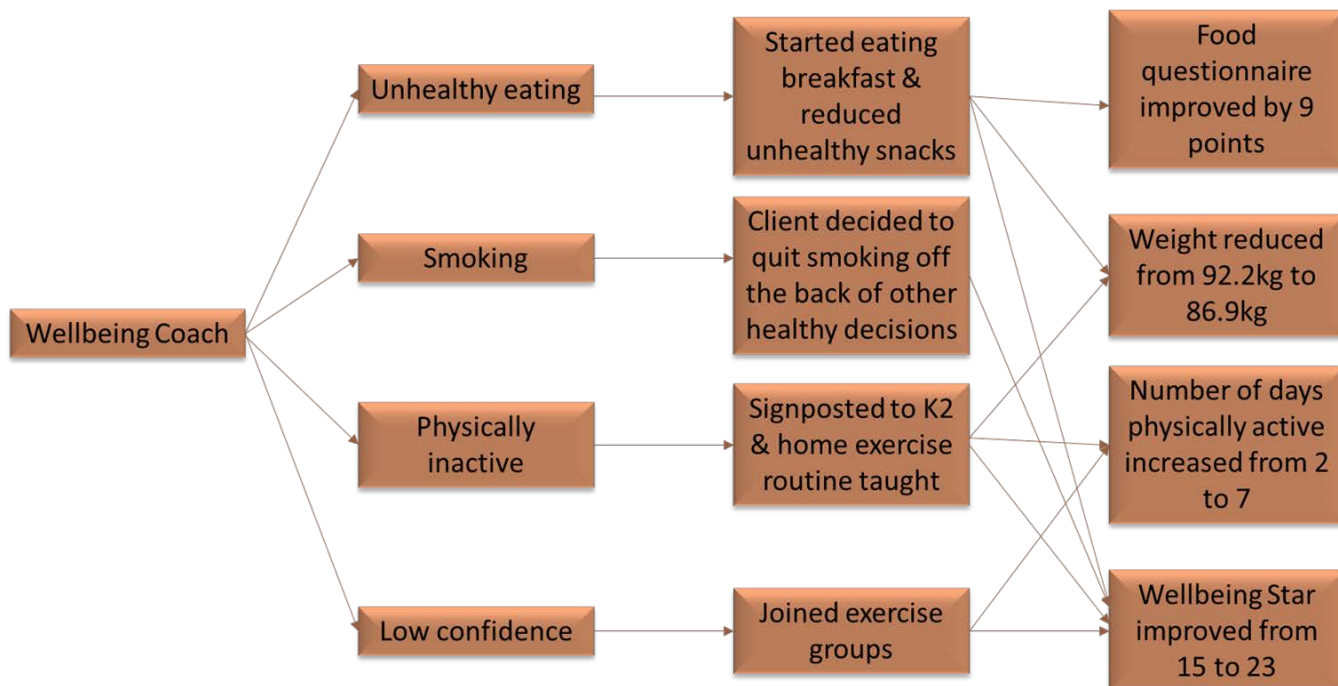 Wellbeing Coach
Unhealthy eating
Smoking
Physically
inactive
Low confidence
Started eating
breakfast &
reduced
unhealthy snacks
Client decided to
quit smoking off
the back of other
healthy decisions
Signposted to K2
& home exercise
routine taught
Joined exercise
groups
Food
questionnaire
improved by 9
points
Weight reduced
from 92.2kg to
86.9kg
Number of days
physically active
increased from 2
to 7
Wellbeing Star
improved from
15 to 23